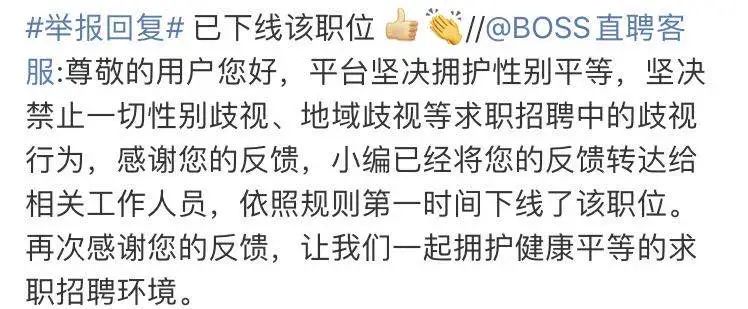 #举报回复# 已下线该职位 👍👏//@BOSS直聘客
服:尊敬的用户您好，平台坚决拥护性别平等，坚决
禁止一切性别歧视、地域歧视等求职招聘中的歧视
行为，感谢您的反馈，小编已经将您的反馈转达给
相关工作人员，依照规则第一时间下线了该职位。
再次感谢您的反馈，让我们一起拥护健康平等的求
职招聘环境。